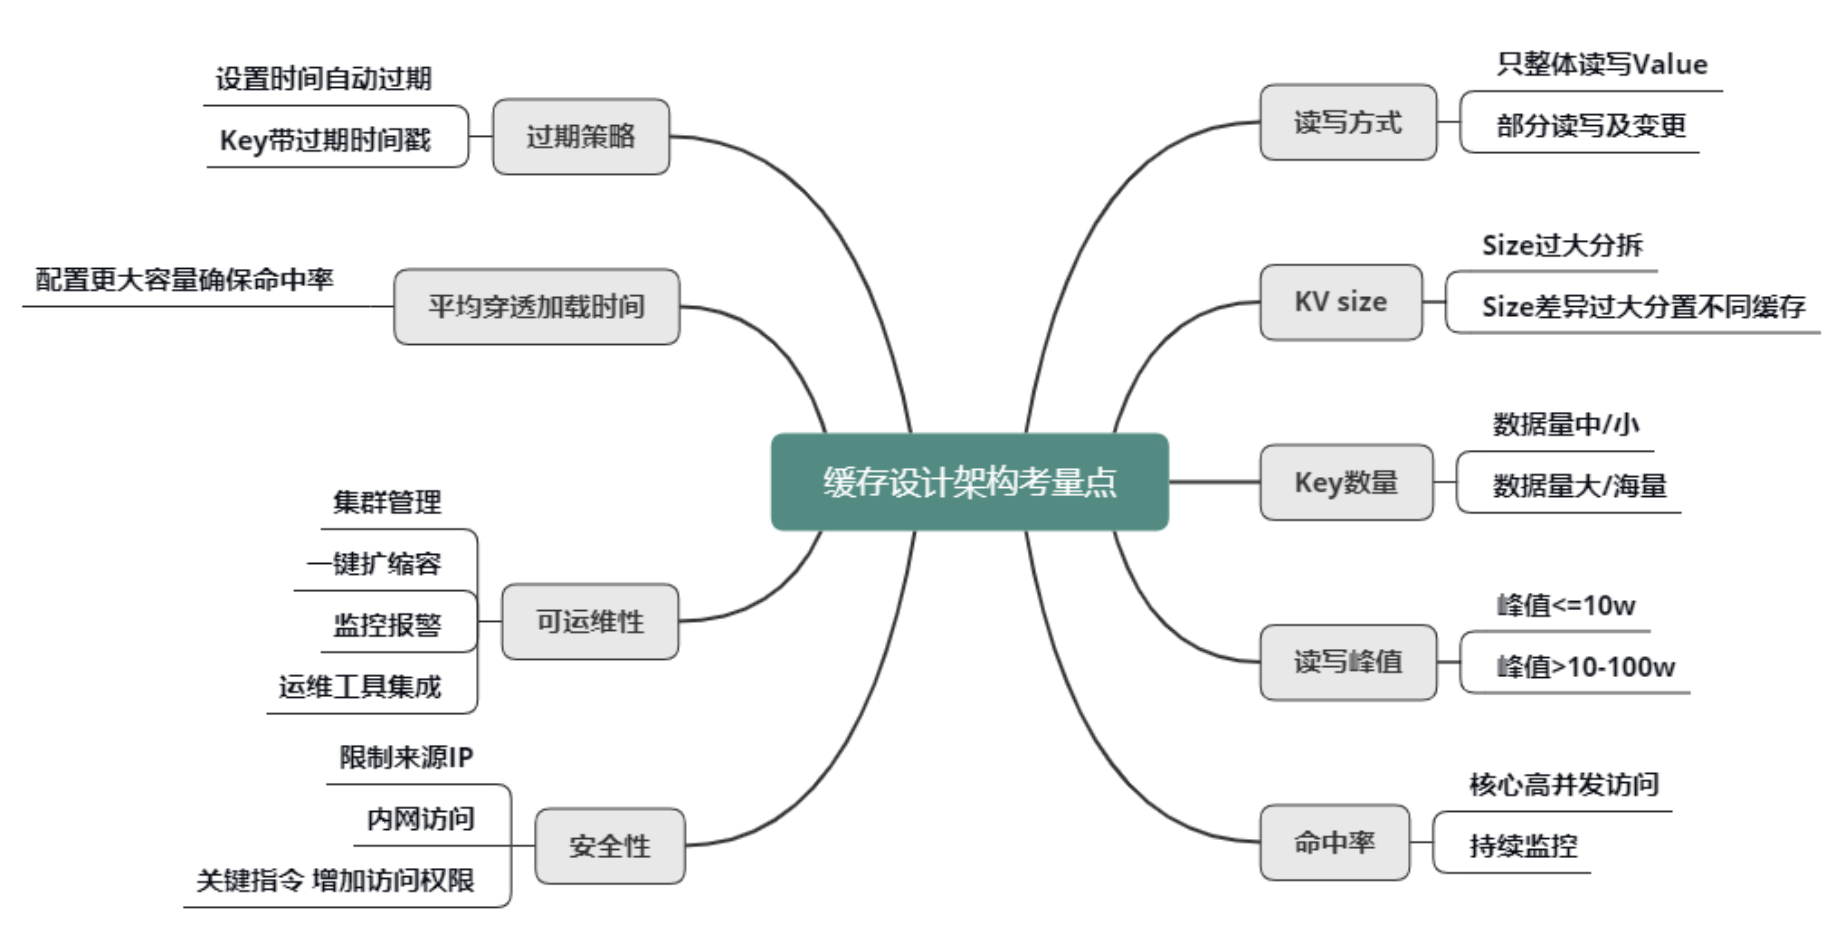 缓存设计架构考量点
读写方式
只整体读写Value
部分读写及变更
KV size
Size过大分拆
Size差异过大分置不同缓存
Key数量
数据量中/小
数据量大/海量
读写峰值
峰值<=10w
峰值>10-100w
命中率
核心高并发访问
持续监控
过期策略
设置时间自动过期
Key带过期时间戳
平均穿透加载时间
配置更大容量确保命中率
可运维性
集群管理
一键扩缩容
监控报警
运维工具集成
安全性
限制来源IP
内网访问
关键指令 增加访问权限